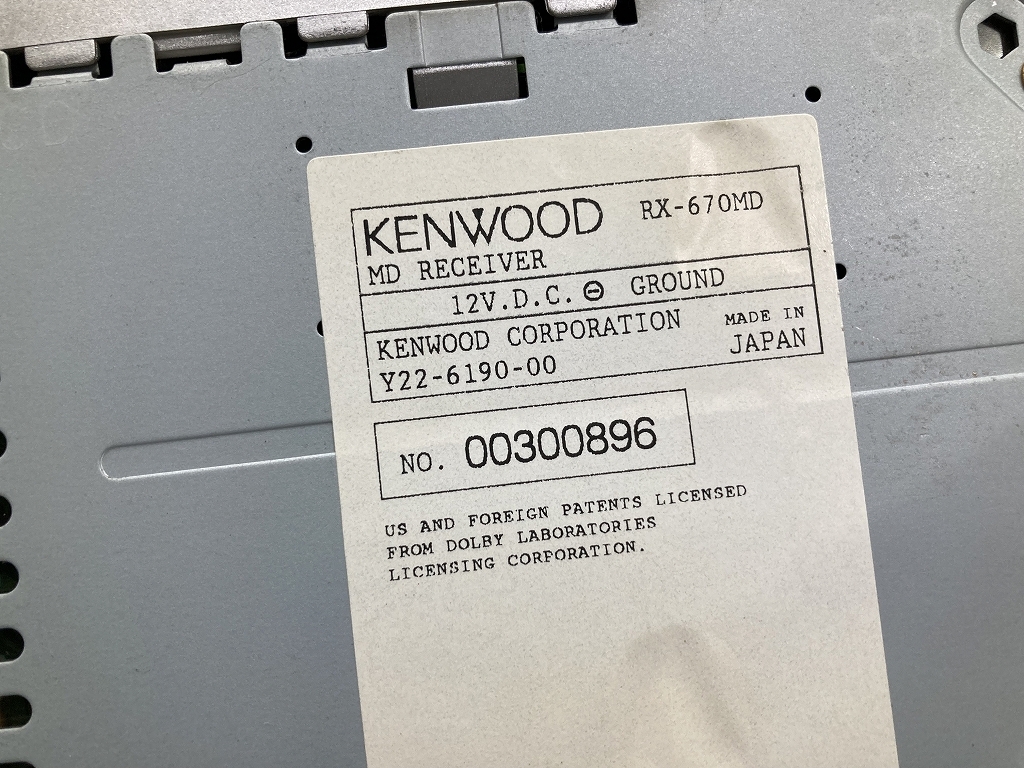 KENWOOD RX-670MD
MD RECEIVER
12V.D.C. ⊖ GROUND
KENWOOD CORPORATION MADE IN
Y22-6190-00 JAPAN
NO. 00300896
US AND FOREIGN PATENTS LICENSED
FROM DOLBY LABORATORIES
LICENSING CORPORATION.